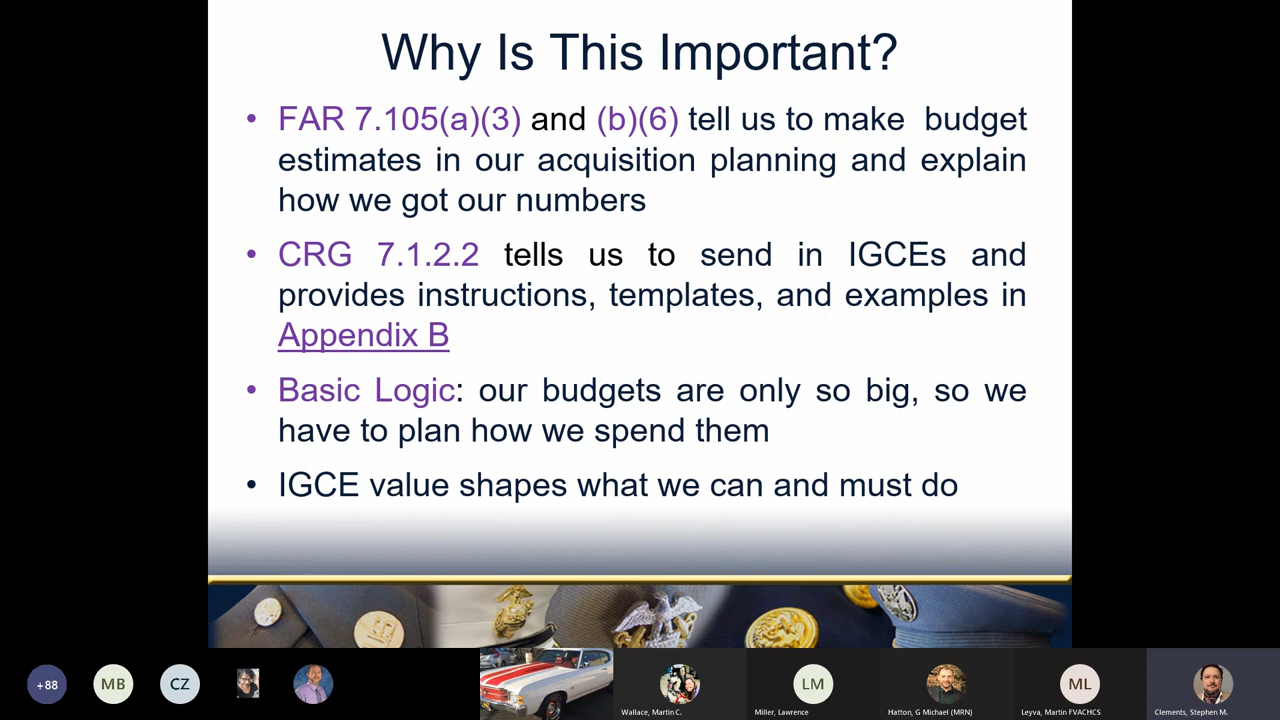 Why Is This Important?
• FAR 7.105(a)(3) and (b)(6) tell us to make budget
estimates in our acquisition planning and explain
how we got our numbers
• CRG 7.1.2.2 tells us to send in IGCEs and
provides instructions, templates, and examples in
Appendix B
• Basic Logic: our budgets are only so big, so we
have to plan how we spend them
• IGCE value shapes what we can and must do
+88
MB
CZ
LM
ML
Wallace, Martin C.
Miller, Lawrence
Hatton, G Michael (MRN)
Leyva, Martin FVACHCS
Clements, Stephen M.